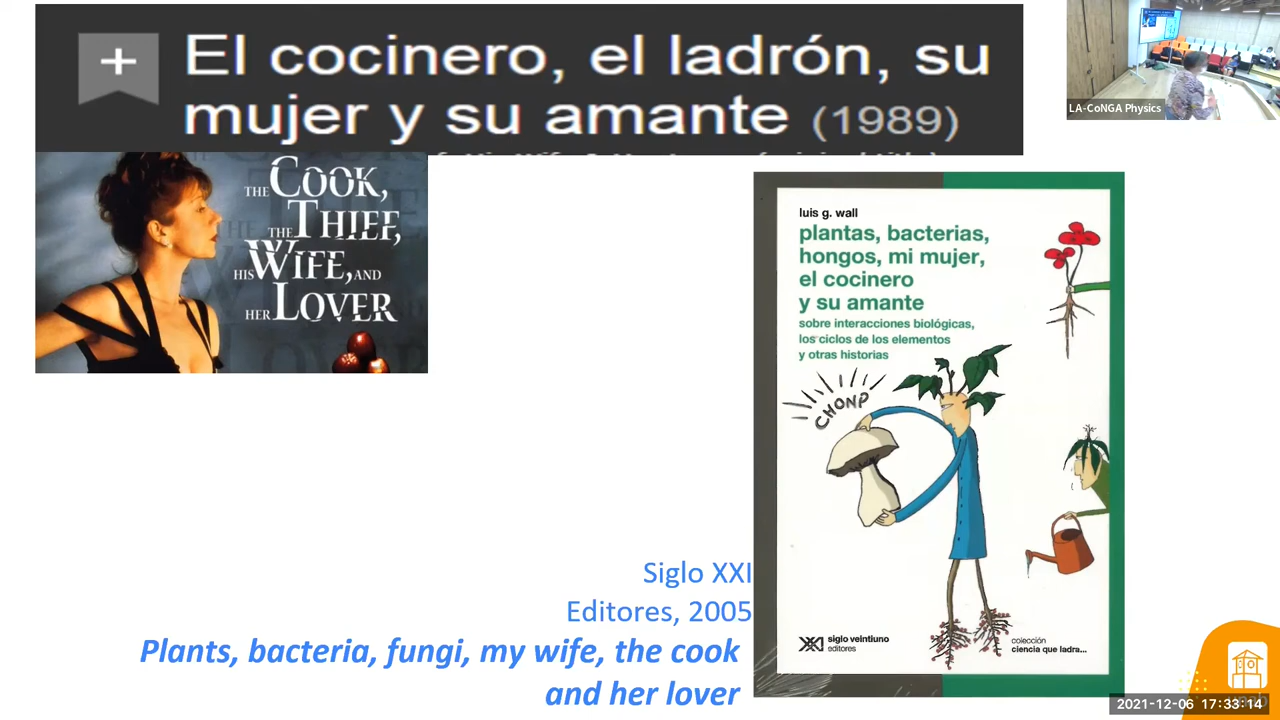 +
El cocinero, el ladrón, su
mujer y su amante (1989)
LA-CoNGA Physics
THE COOK,
THE THIEF,
HIS WIFE, AND
HER LOVER
luis g. wall
plantas, bacterias,
hongos, mi mujer,
el cocinero
y su amante
sobre interacciones biológicas,
los ciclos de los elementos
y otras historias
CHOMP
siglo veintiuno
editores
colección
ciencia que ladra...
Siglo XXI
Editores, 2005
Plants, bacteria, fungi, my wife, the cook
and her lover
2021-12-06 17:33:14